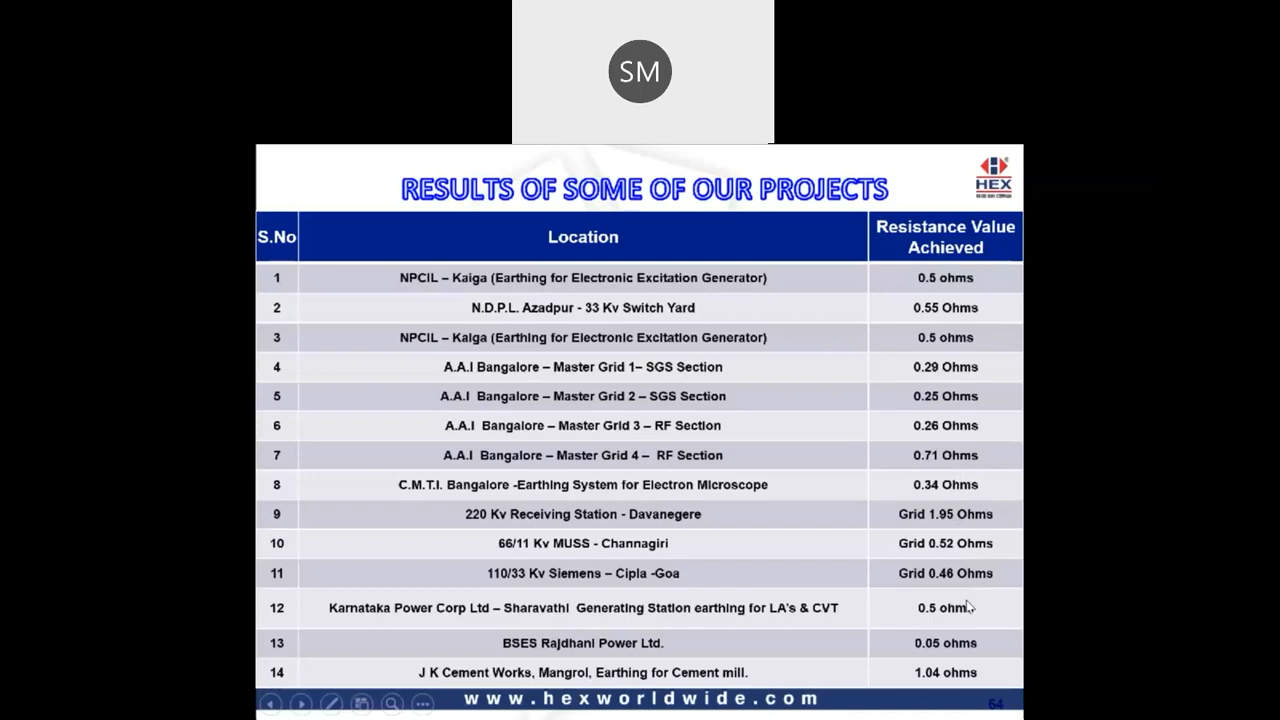 SM
HEX
RESULTS OF SOME OF OUR PROJECTS
S.No Location Resistance Value Achieved
1 NPCIL – Kaiga (Earthing for Electronic Excitation Generator) 0.5 ohms
2 N.D.P.L. Azadpur - 33 Kv Switch Yard 0.55 Ohms
3 NPCIL – Kaiga (Earthing for Electronic Excitation Generator) 0.5 ohms
4 A.A.I Bangalore – Master Grid 1– SGS Section 0.29 Ohms
5 A.A.I Bangalore – Master Grid 2 – SGS Section 0.25 Ohms
6 A.A.I Bangalore – Master Grid 3 – RF Section 0.26 Ohms
7 A.A.I Bangalore – Master Grid 4 – RF Section 0.71 Ohms
8 C.M.T.I. Bangalore -Earthing System for Electron Microscope 0.34 Ohms
9 220 Kv Receiving Station - Davanegere Grid 1.95 Ohms
10 66/11 Kv MUSS - Channagiri Grid 0.52 Ohms
11 110/33 Kv Siemens – Cipla -Goa Grid 0.46 Ohms
12 Karnataka Power Corp Ltd – Sharavathi Generating Station earthing for LA's & CVT 0.5 ohms
13 BSES Rajdhani Power Ltd. 0.05 ohms
14 J K Cement Works, Mangrol, Earthing for Cement mill. 1.04 ohms
www.hexworldwide.com
64